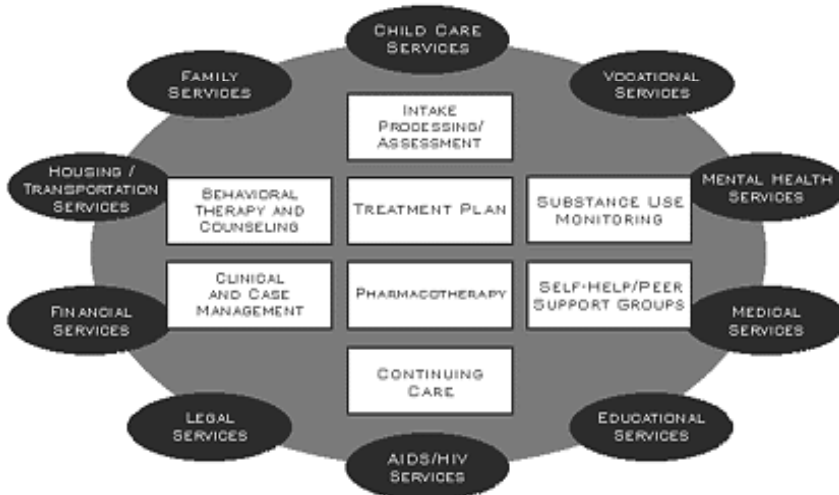 CHILD CARE
SERVICES
FAMILY
SERVICES
VOCATIONAL
SERVICES
INTAKE
PROCESSING/
ASSESSMENT
HOUSING /
TRANSPORTATION
SERVICES
BEHAVIORAL
THERAPY AND
COUNSELING
TREATMENT PLAN
SUBSTANCE USE
MONITORING
MENTAL HEALTH
SERVICES
FINANCIAL
SERVICES
CLINICAL
AND CASE
MANAGEMENT
PHARMACOTHERAPY
SELF-HELP/PEER
SUPPORT GROUPS
MEDICAL
SERVICES
CONTINUING
CARE
LEGAL
SERVICES
EDUCATIONAL
SERVICES
AIDS/HIV
SERVICES